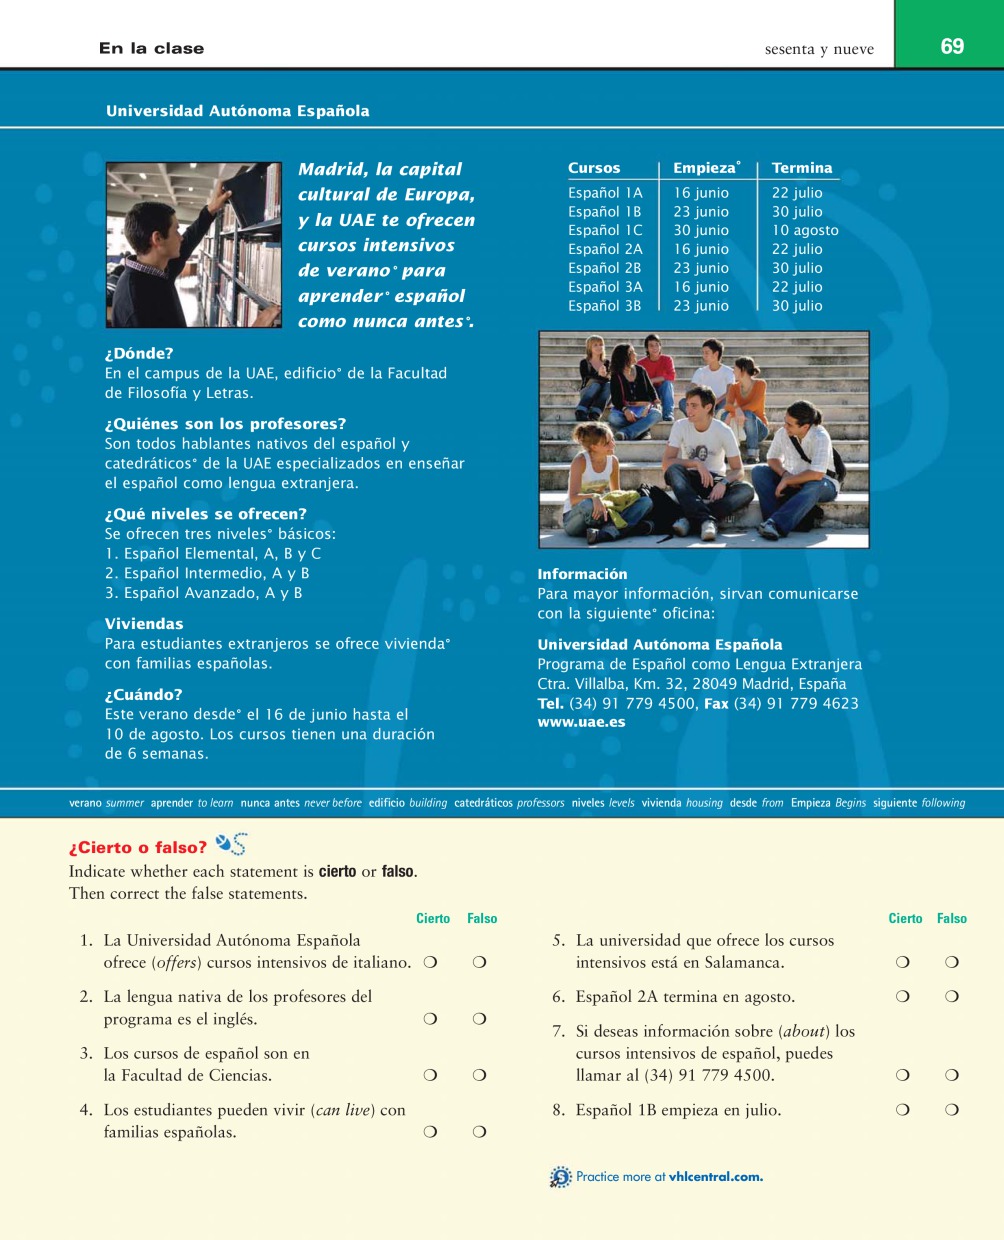 En la clase
sesenta y nueve
69
Universidad Autónoma Española
Madrid, la capital
cultural de Europa,
y la UAE te ofrecen
cursos intensivos
de verano° para
aprender° español
como nunca antes°.
¿Dónde?
En el campus de la UAE, edificio° de la Facultad
de Filosofía y Letras.
¿Quiénes son los profesores?
Son todos hablantes nativos del español y
catedráticos° de la UAE especializados en enseñar
el español como lengua extranjera.
¿Qué niveles se ofrecen?
Se ofrecen tres niveles° básicos:
1. Español Elemental, A, B y C
2. Español Intermedio, A y B
3. Español Avanzado, A y B
Viviendas
Para estudiantes extranjeros se ofrece vivienda°
con familias españolas.
¿Cuándo?
Este verano desde° el 16 de junio hasta el
10 de agosto. Los cursos tienen una duración
de 6 semanas.
Cursos Empieza° Termina
Español 1A 16 junio 22 julio
Español 1B 23 junio 30 julio
Español 1C 30 junio 10 agosto
Español 2A 16 junio 22 julio
Español 2B 23 junio 30 julio
Español 3A 16 junio 22 julio
Español 3B 23 junio 30 julio
Información
Para mayor información, sirvan comunicarse
con la siguiente° oficina:
Universidad Autónoma Española
Programa de Español como Lengua Extranjera
Ctra. Villalba, Km. 32, 28049 Madrid, España
Tel. (34) 91 779 4500, Fax (34) 91 779 4623
www.uae.es
verano summer aprender to learn nunca antes never before edificio building catedráticos professors niveles levels vivienda housing desde from Empieza Begins siguiente following
¿Cierto o falso?
Indicate whether each statement is cierto or falso.
Then correct the false statements.
Cierto Falso
1. La Universidad Autónoma Española
ofrece (offers) cursos intensivos de italiano.
2. La lengua nativa de los profesores del
programa es el inglés.
3. Los cursos de español son en
la Facultad de Ciencias.
4. Los estudiantes pueden vivir (can live) con
familias españolas.
Cierto Falso
5. La universidad que ofrece los cursos
intensivos está en Salamanca.
6. Español 2A termina en agosto.
7. Si deseas información sobre (about) los
cursos intensivos de español, puedes
llamar al (34) 91 779 4500.
8. Español 1B empieza en julio.
Practice more at vhlcentral.com.